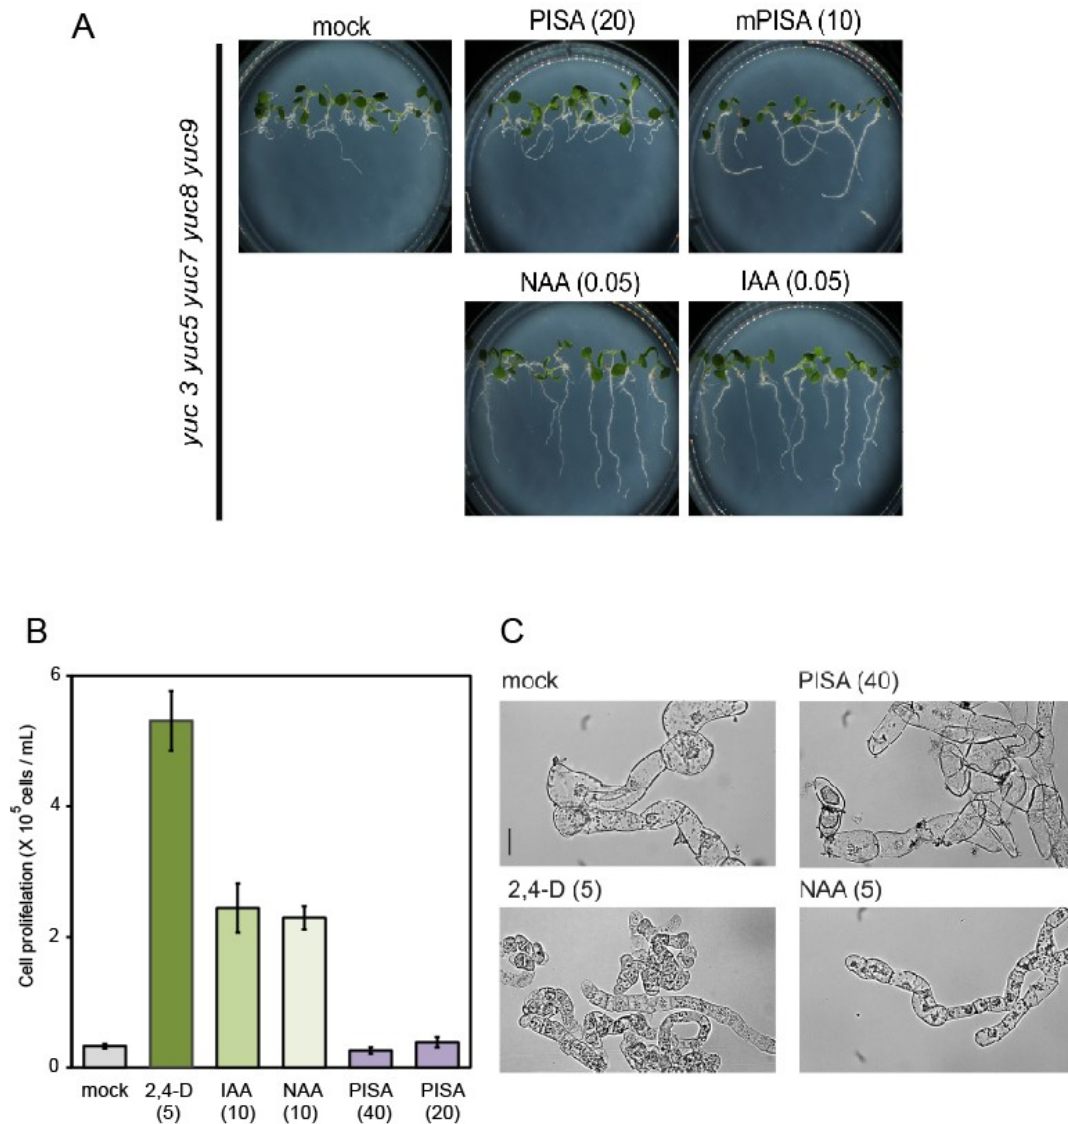 A
mock
PISA (20)
mPISA (10)
yuc 3 yuc5 yuc7 yuc8 yuc9
NAA (0.05)
IAA (0.05)
B
Cell prolifelation (X 10⁵ cells / mL)
6
4
2
0
mock
2,4-D (5)
IAA (10)
NAA (10)
PISA (40)
PISA (20)
C
mock
PISA (40)
2,4-D (5)
NAA (5)